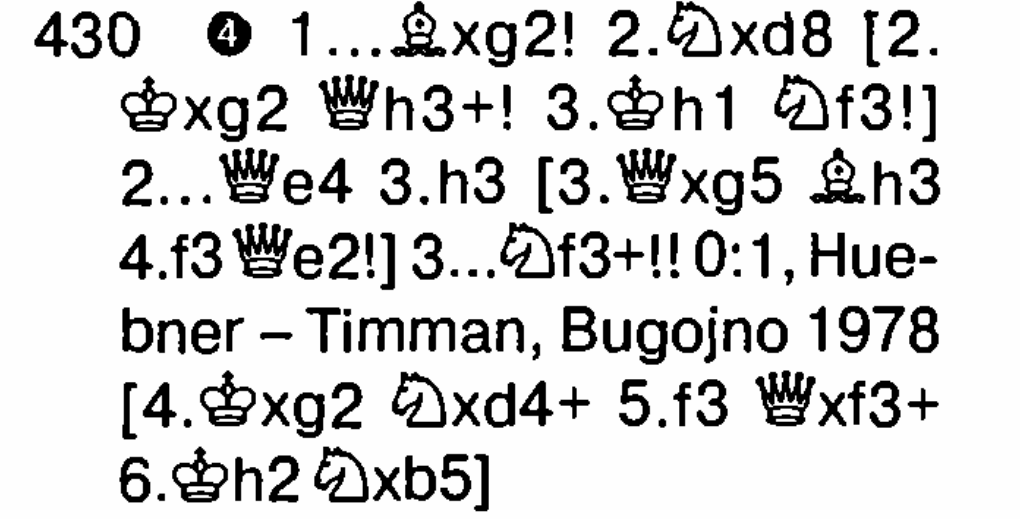 430 ❹ 1...♗xg2! 2.♘xd8 [2.
♔xg2 ♕h3+! 3.♔h1 ♘f3!]
2...♕e4 3.h3 [3.♕xg5 ♗h3
4.f3 ♕e2!] 3...♘f3+!! 0:1, Hue-
bner – Timman, Bugojno 1978
[4.♔xg2 ♘xd4+ 5.f3 ♕xf3+
6.♔h2 ♘xb5]